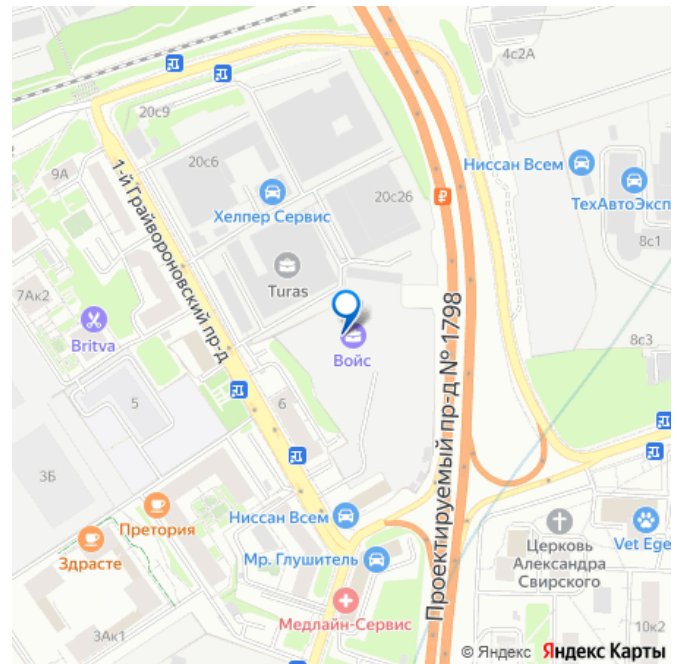 4с2А
20с9
20с6
9А
Ниссан Всем
ТехАвтоЭксп
Хелпер Сервис
20с26
₽
8с1
1-й Грайвороновский пр-д
Turas
7Ак2
Britva
Войс
Проектируемый пр-д № 1798
8с3
5
6
3Б
Претория
Ниссан Всем
Здрасте
Мр. Глушитель
Церковь
Александра
Свирского
Vet Ege
Медлайн-Сервис
10к2
3Ак1
© Яндекс Яндекс Карты